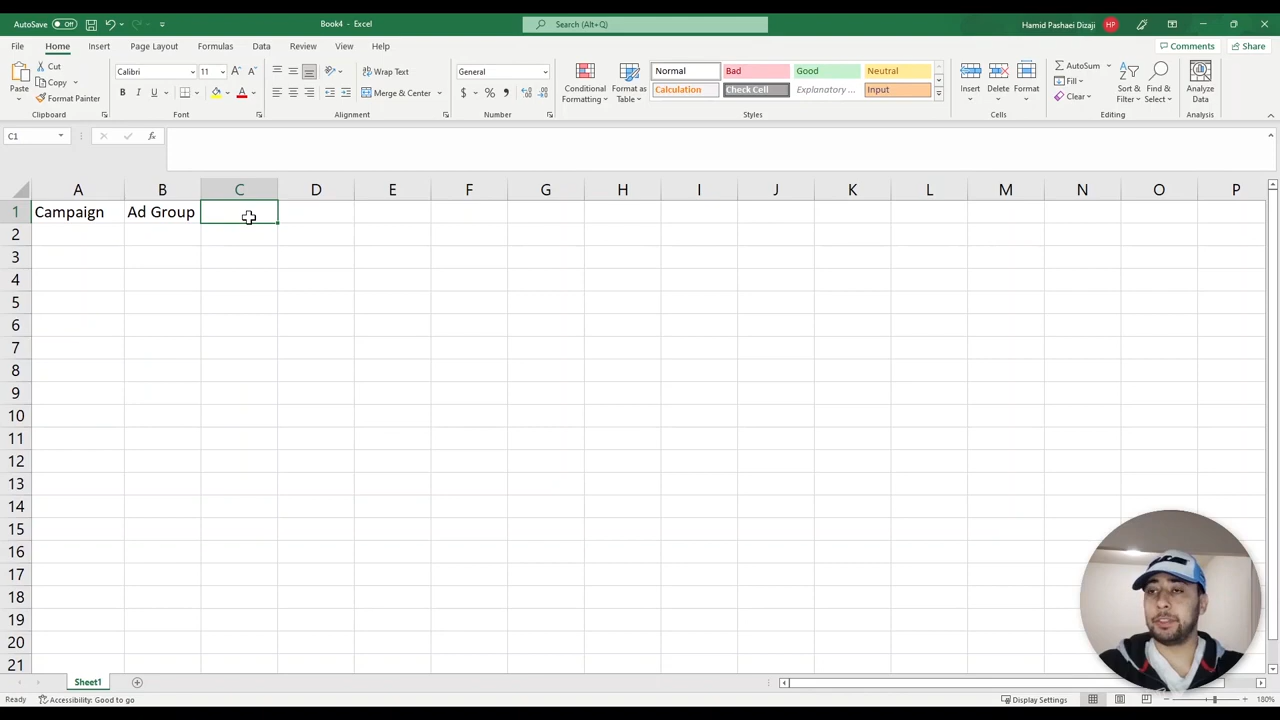 AutoSave Off Book4 - Excel Search (Alt+Q) Hamid Pashaei Dizaji HP
File Home Insert Page Layout Formulas Data Review View Help Comments Share
Paste Cut Copy Format Painter
Calibri 11 A A B I U A
Wrap Text Merge & Center
General $ %
Conditional Formatting Format as Table
Normal Bad Good Neutral
Calculation Check Cell Explanatory ... Input
Insert Delete Format
AutoSum Fill Clear Sort & Filter Find & Select
Analyze Data
Clipboard Font Alignment Number Styles Cells Editing Analysis
C1 fx
A B C D E F G H I J K L M N O P
1 Campaign Ad Group
2
3
4
5
6
7
8
9
10
11
12
13
14
15
16
17
18
19
20
21
Sheet1
Ready Accessibility: Good to go Display Settings 180%